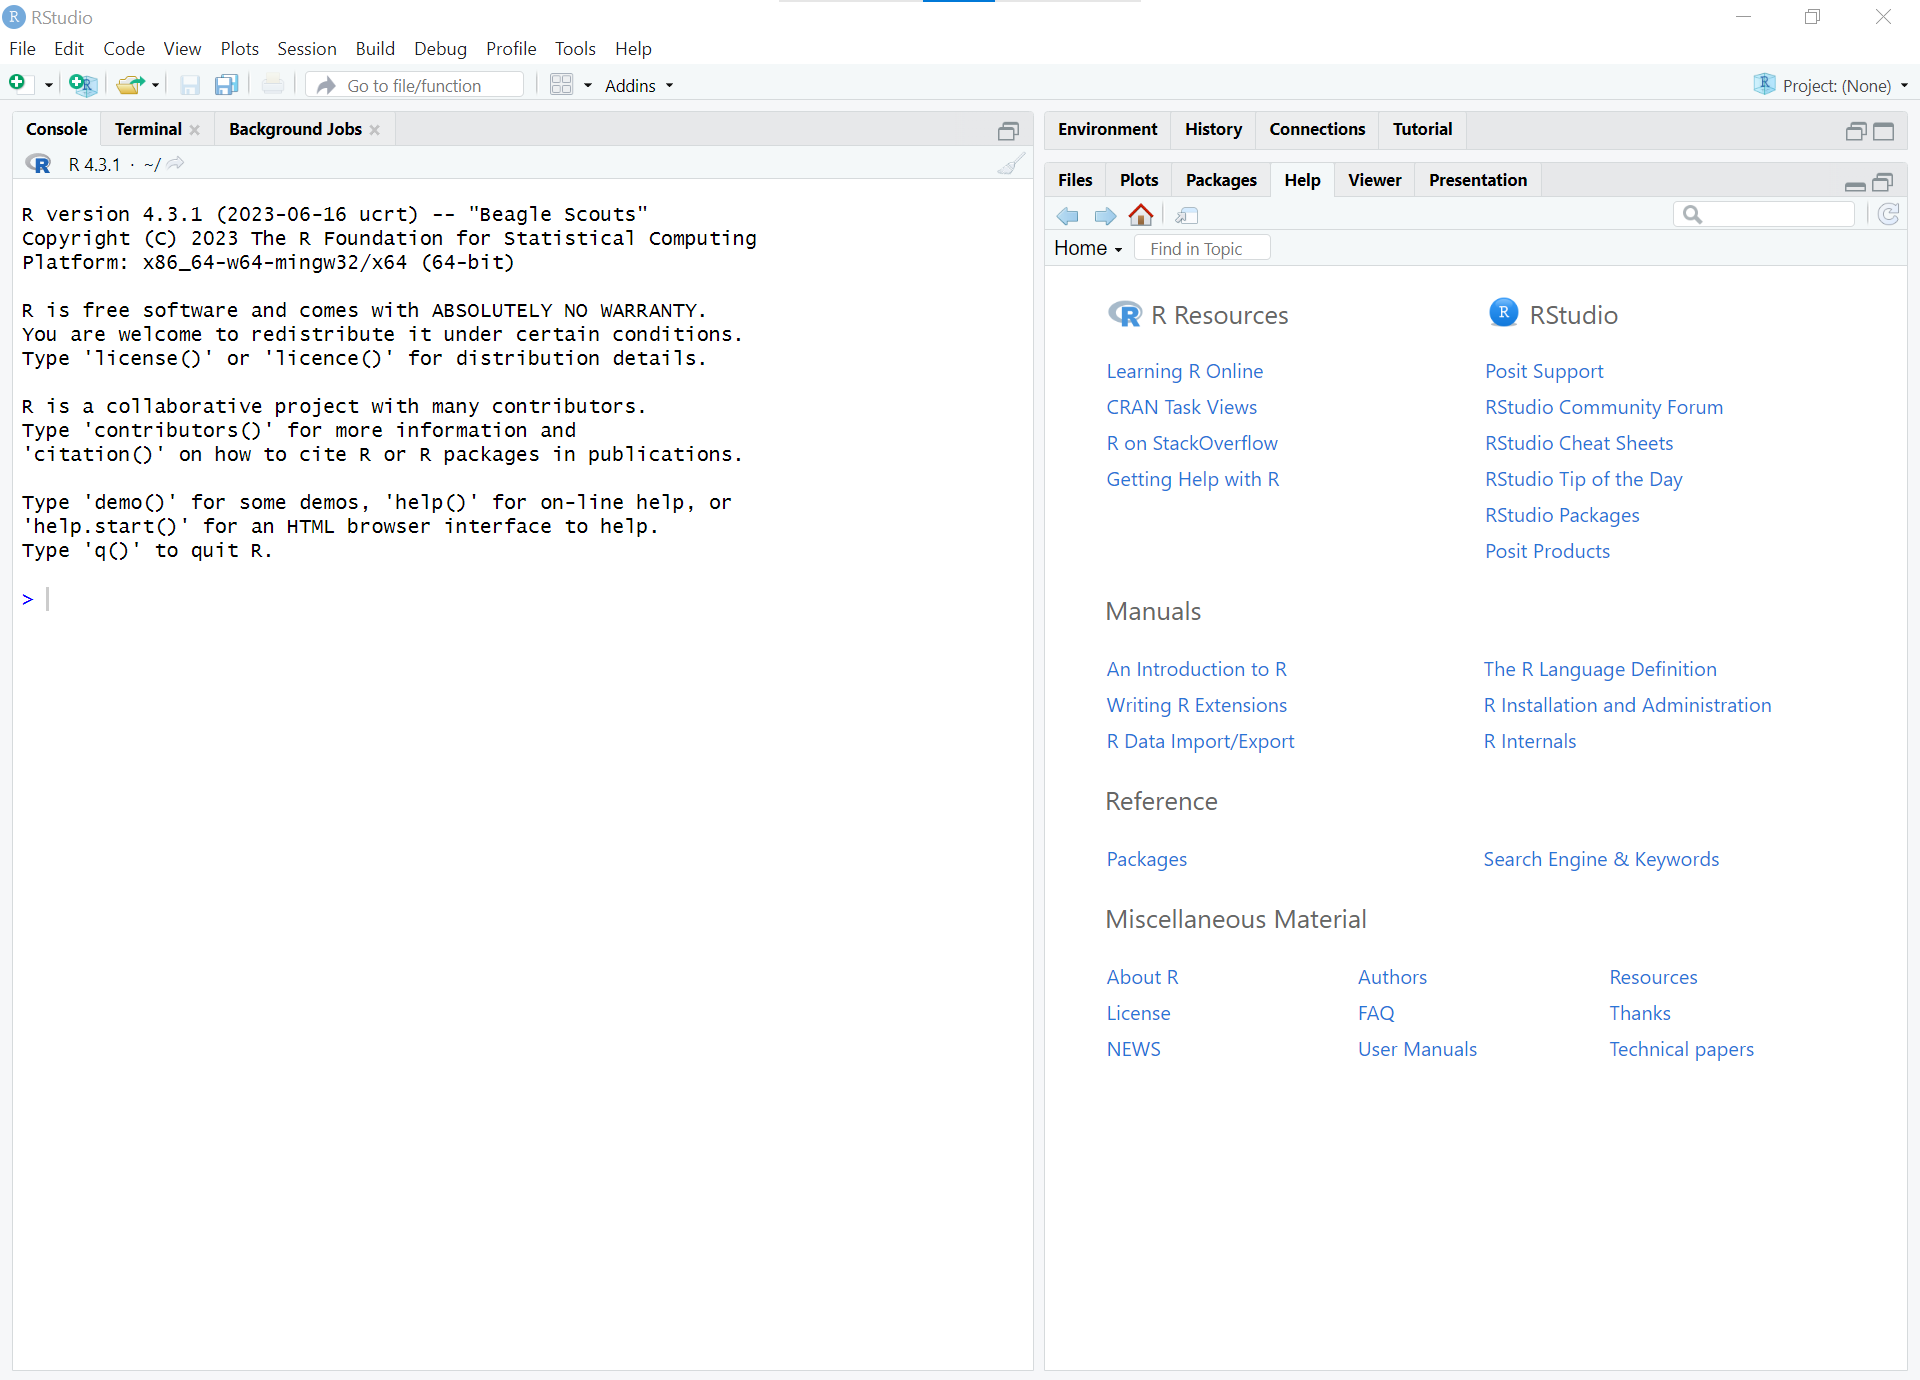 RStudio
File Edit Code View Plots Session Build Debug Profile Tools Help
Go to file/function Addins Project: (None)
Console Terminal Background Jobs
R 4.3.1 · ~/
R version 4.3.1 (2023-06-16 ucrt) -- "Beagle Scouts"
Copyright (C) 2023 The R Foundation for Statistical Computing
Platform: x86_64-w64-mingw32/x64 (64-bit)
R is free software and comes with ABSOLUTELY NO WARRANTY.
You are welcome to redistribute it under certain conditions.
Type 'license()' or 'licence()' for distribution details.
R is a collaborative project with many contributors.
Type 'contributors()' for more information and
'citation()' on how to cite R or R packages in publications.
Type 'demo()' for some demos, 'help()' for on-line help, or
'help.start()' for an HTML browser interface to help.
Type 'q()' to quit R.
>
Environment History Connections Tutorial
Files Plots Packages Help Viewer Presentation
Home Find in Topic
R Resources
Learning R Online
CRAN Task Views
R on StackOverflow
Getting Help with R
RStudio
Posit Support
RStudio Community Forum
RStudio Cheat Sheets
RStudio Tip of the Day
RStudio Packages
Posit Products
Manuals
An Introduction to R The R Language Definition
Writing R Extensions R Installation and Administration
R Data Import/Export R Internals
Reference
Packages Search Engine & Keywords
Miscellaneous Material
About R Authors Resources
License FAQ Thanks
NEWS User Manuals Technical papers